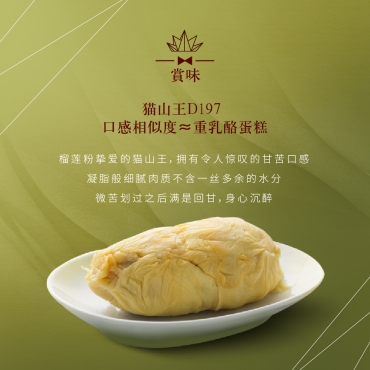 賞味
猫山王D197
口感相似度≈重乳酪蛋糕
榴莲粉挚爱的猫山王,拥有令人惊叹的甘苦口感
凝脂般细腻肉质不含一丝多余的水分
微苦划过之后满是回甘,身心沉醉